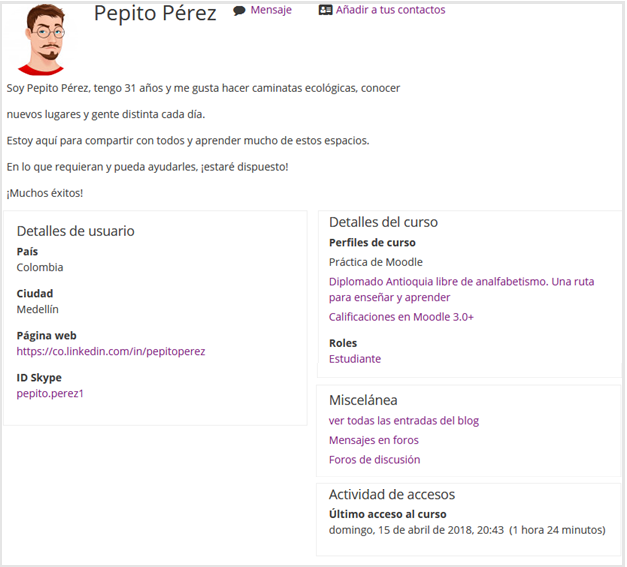 Pepito Pérez
Mensaje
Añadir a tus contactos
Soy Pepito Pérez, tengo 31 años y me gusta hacer caminatas ecológicas, conocer
nuevos lugares y gente distinta cada día.
Estoy aquí para compartir con todos y aprender mucho de estos espacios.
En lo que requieran y pueda ayudarles, ¡estaré dispuesto!
¡Muchos éxitos!
Detalles de usuario
País
Colombia
Ciudad
Medellín
Página web
https://co.linkedin.com/in/pepitoperez
ID Skype
pepito.perez1
Detalles del curso
Perfiles de curso
Práctica de Moodle
Diplomado Antioquia libre de analfabetismo. Una ruta
para enseñar y aprender
Calificaciones en Moodle 3.0+
Roles
Estudiante
Miscelánea
ver todas las entradas del blog
Mensajes en foros
Foros de discusión
Actividad de accesos
Último acceso al curso
domingo, 15 de abril de 2018, 20:43 (1 hora 24 minutos)